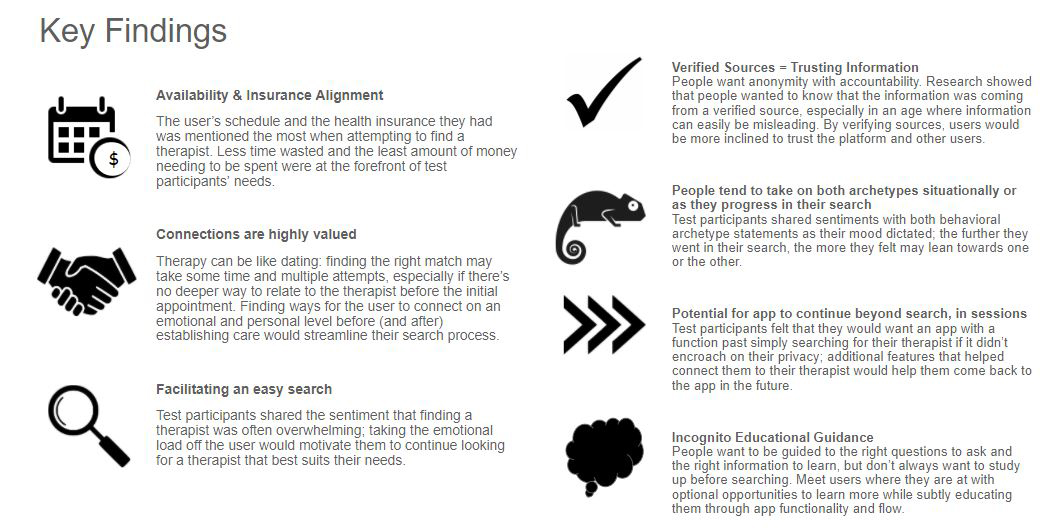 Key Findings
Availability & Insurance Alignment
The user's schedule and the health insurance they had
was mentioned the most when attempting to find a
therapist. Less time wasted and the least amount of money
needing to be spent were at the forefront of test
participants' needs.
Connections are highly valued
Therapy can be like dating: finding the right match may
take some time and multiple attempts, especially if there's
no deeper way to relate to the therapist before the initial
appointment. Finding ways for the user to connect on an
emotional and personal level before (and after)
establishing care would streamline their search process.
Facilitating an easy search
Test participants shared the sentiment that finding a
therapist was often overwhelming; taking the emotional
load off the user would motivate them to continue looking
for a therapist that best suits their needs.
Verified Sources = Trusting Information
People want anonymity with accountability. Research showed
that people wanted to know that the information was coming
from a verified source, especially in an age where information
can easily be misleading. By verifying sources, users would
be more inclined to trust the platform and other users.
People tend to take on both archetypes situationally or
as they progress in their search
Test participants shared sentiments with both behavioral
archetype statements as their mood dictated; the further they
went in their search, the more they felt may lean towards one
or the other.
Potential for app to continue beyond search, in sessions
Test participants felt that they would want an app with a
function past simply searching for their therapist if it didn't
encroach on their privacy; additional features that helped
connect them to their therapist would help them come back to
the app in the future.
Incognito Educational Guidance
People want to be guided to the right questions to ask and
the right information to learn, but don't always want to study
up before searching. Meet users where they are at with
optional opportunities to learn more while subtly educating
them through app functionality and flow.
$